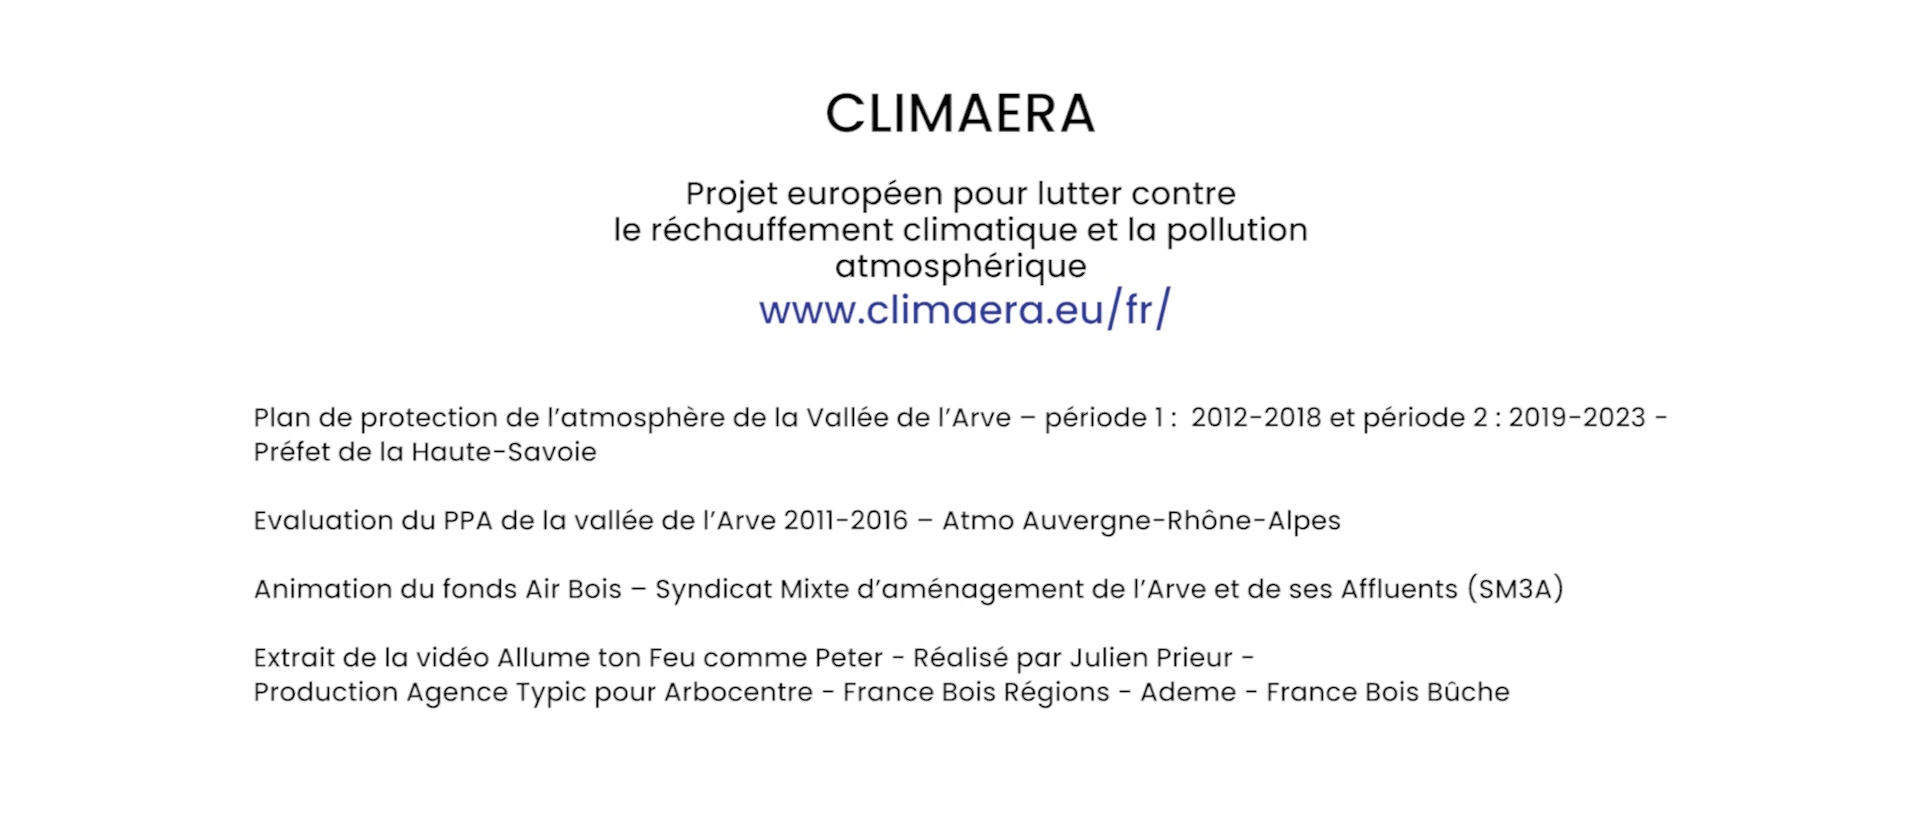 CLIMAERA
Projet européen pour lutter contre
le réchauffement climatique et la pollution
atmosphérique
www.climaera.eu/fr/
Plan de protection de l’atmosphère de la Vallée de l’Arve – période 1 :  2012-2018 et période 2 : 2019-2023 -
Préfet de la Haute-Savoie
Evaluation du PPA de la vallée de l’Arve 2011-2016 – Atmo Auvergne-Rhône-Alpes
Animation du fonds Air Bois – Syndicat Mixte d’aménagement de l’Arve et de ses Affluents (SM3A)
Extrait de la vidéo Allume ton Feu comme Peter - Réalisé par Julien Prieur -
Production Agence Typic pour Arbocentre - France Bois Régions - Ademe - France Bois Bûche